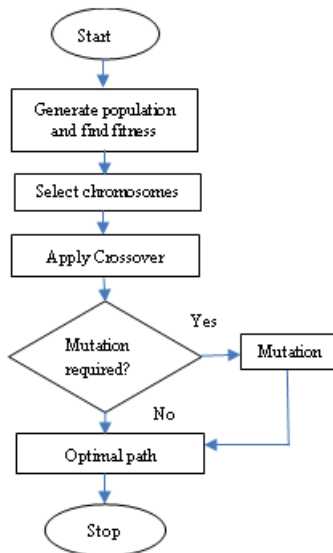 Start
Generate population
and find fitness
Select chromosomes
Apply Crossover
Mutation
required?
Yes
Mutation
No
Optimal path
Stop